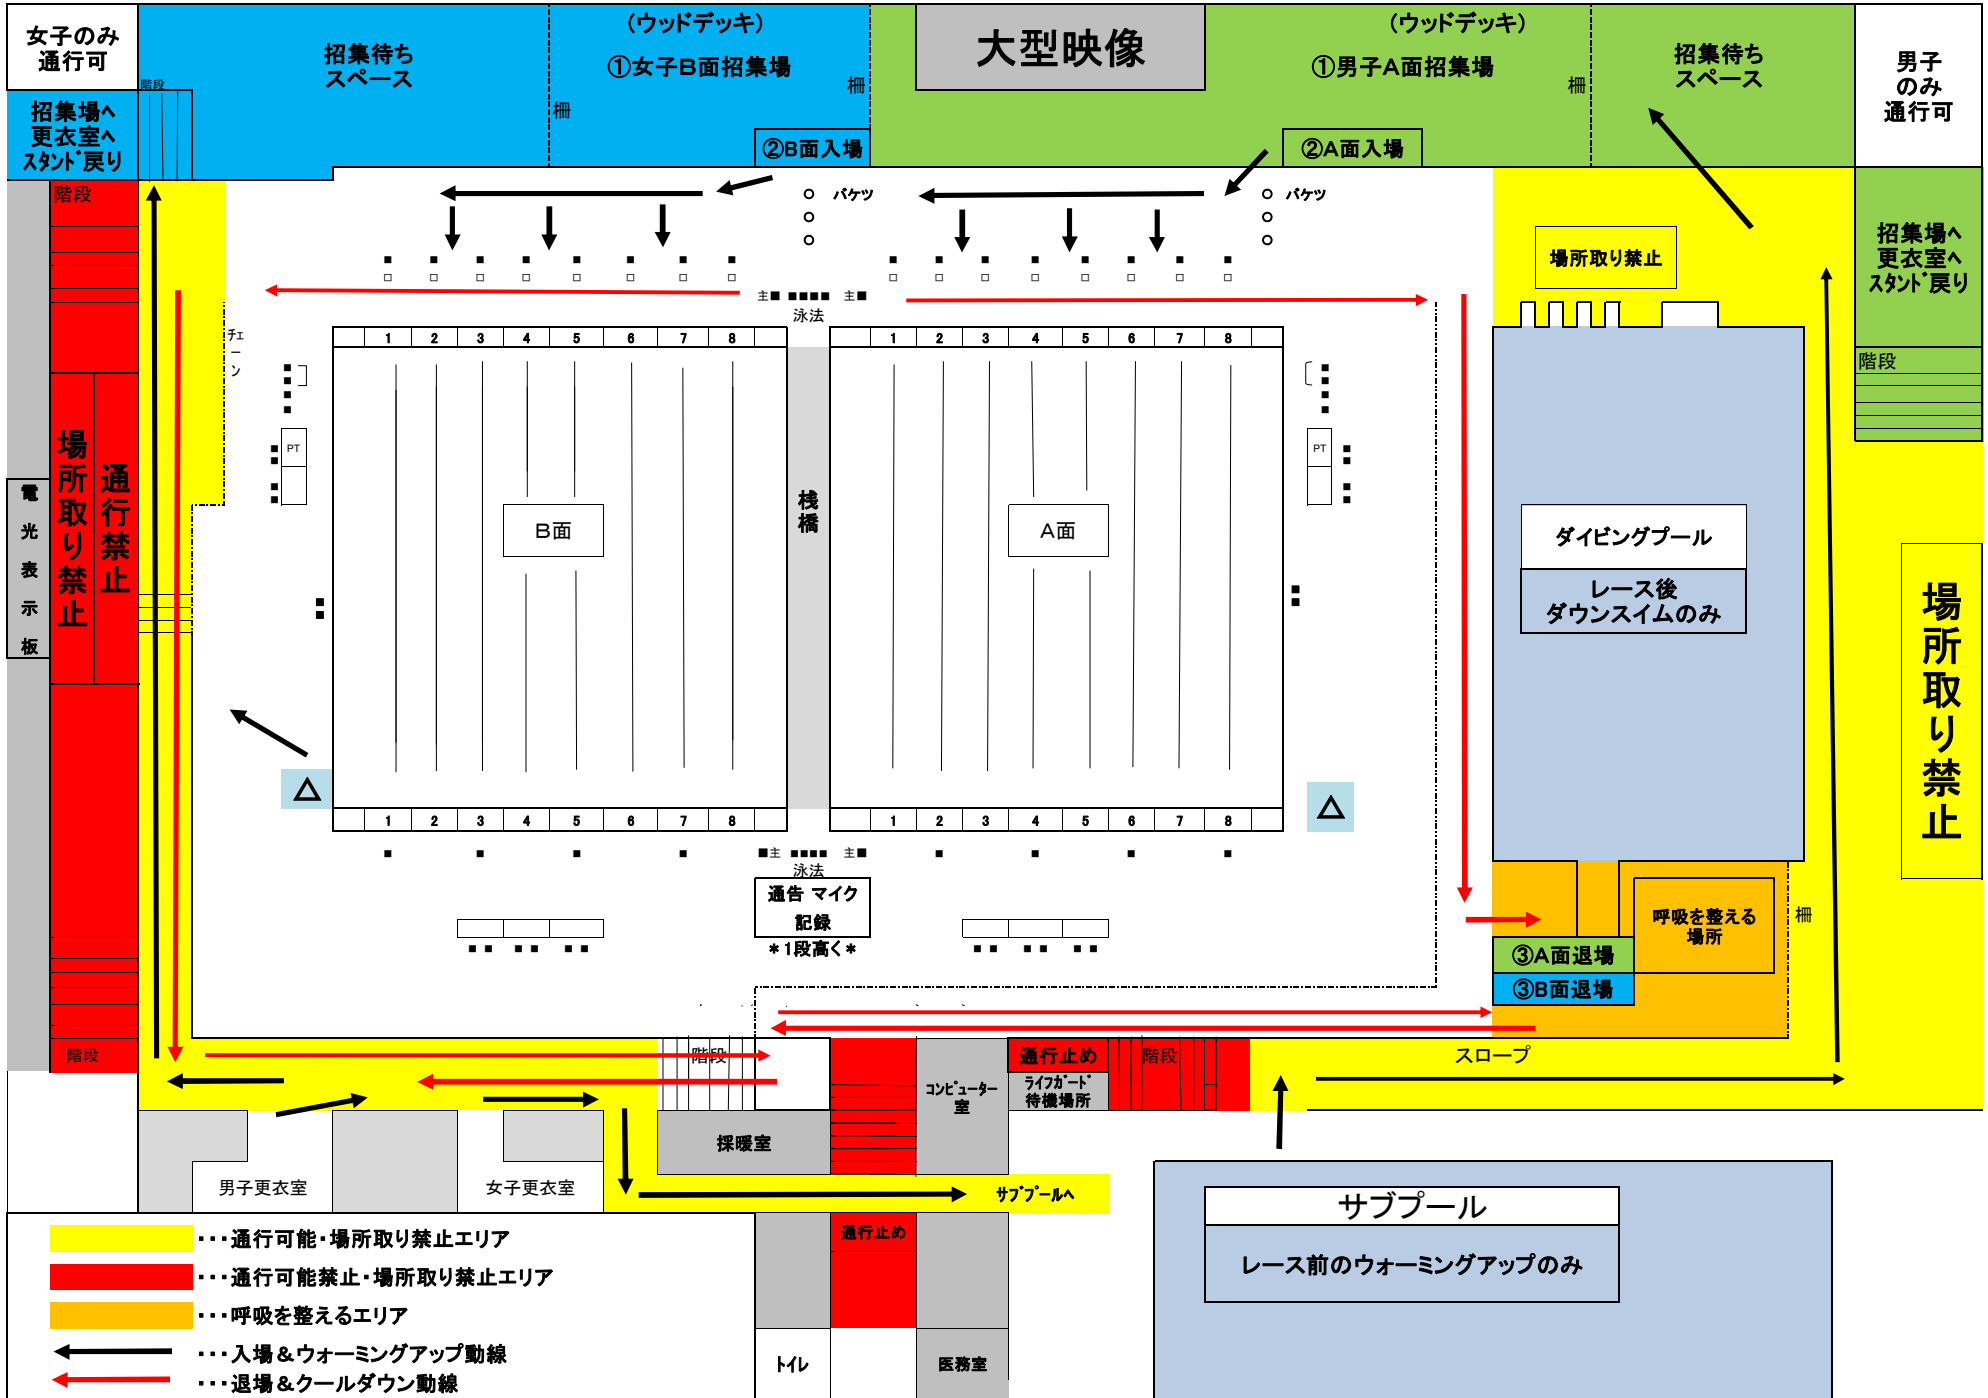 女子のみ
通行可
招集待ち
スペース
(ウッドデッキ)
①女子B面招集場
大型映像
(ウッドデッキ)
①男子A面招集場
招集待ち
スペース
男子
のみ
通行可
階段
柵
柵
柵
招集場へ
更衣室へ
スタンド戻り
②B面入場
②A面入場
階段
バケツ
バケツ
場所取り禁止
招集場へ
更衣室へ
スタンド戻り
階段
主■ ■■■■ 主■
泳法
チェーン
1 2 3 4 5 6 7 8
1 2 3 4 5 6 7 8
PT
PT
場所取り禁止
通行禁止
電光表示板
B面
桟橋
A面
ダイビングプール
レース後
ダウンスイムのみ
場所取り禁止
△
△
1 2 3 4 5 6 7 8
1 2 3 4 5 6 7 8
■主 ■■■■ 主■
泳法
通告 マイク
記録
*1段高く*
呼吸を整える
場所
柵
③A面退場
③B面退場
階段
階段
コンピューター
室
通行止め
ライフガード
待機場所
階段
スロープ
採暖室
男子更衣室
女子更衣室
サブプールへ
サブプール
レース前のウォーミングアップのみ
通行止め
トイレ
医務室
・・・通行可能・場所取り禁止エリア
・・・通行可能禁止・場所取り禁止エリア
・・・呼吸を整えるエリア
・・・入場&ウォーミングアップ動線
・・・退場&クールダウン動線